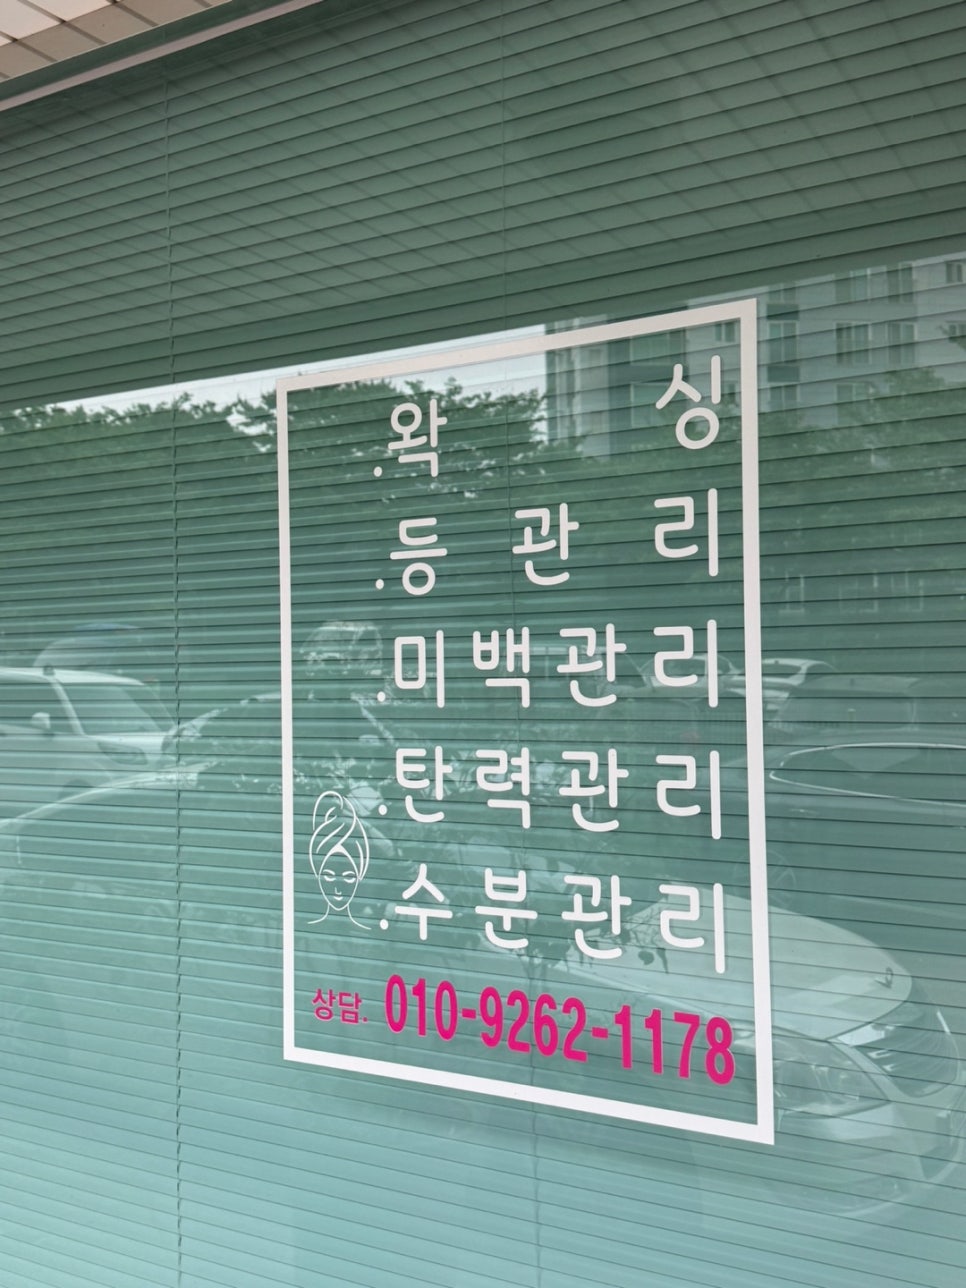 .왁싱
.등관리
.미백관리
.탄력관리
.수분관리
상담. 010-9262-1178